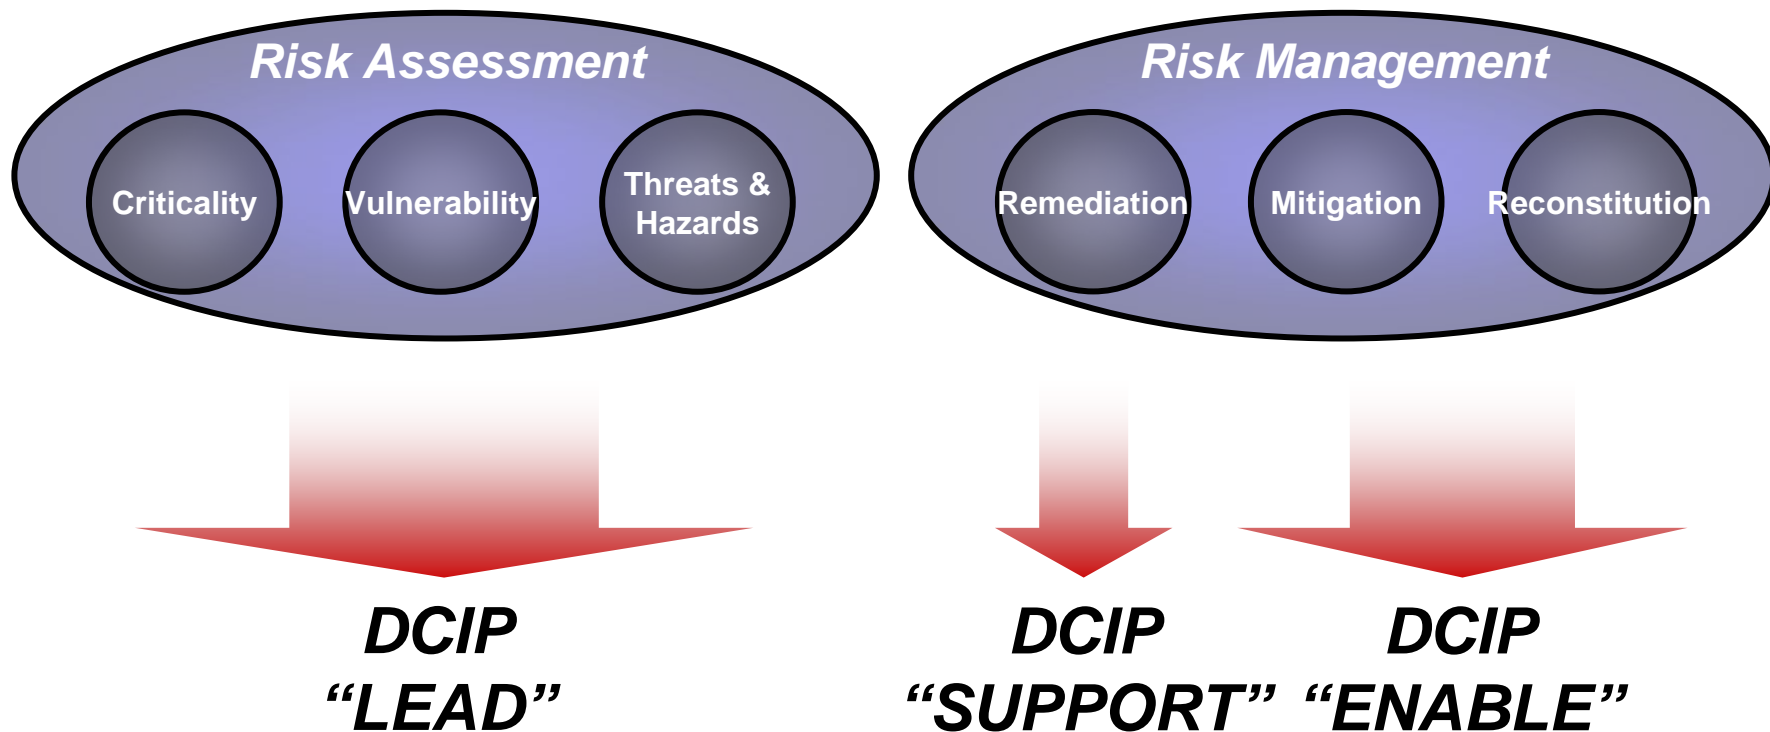 Risk Assessment
Criticality
Vulnerability
Threats &
Hazards
Risk Management
Remediation
Mitigation
Reconstitution
DCIP
“LEAD”
DCIP
“SUPPORT”
DCIP
“ENABLE”